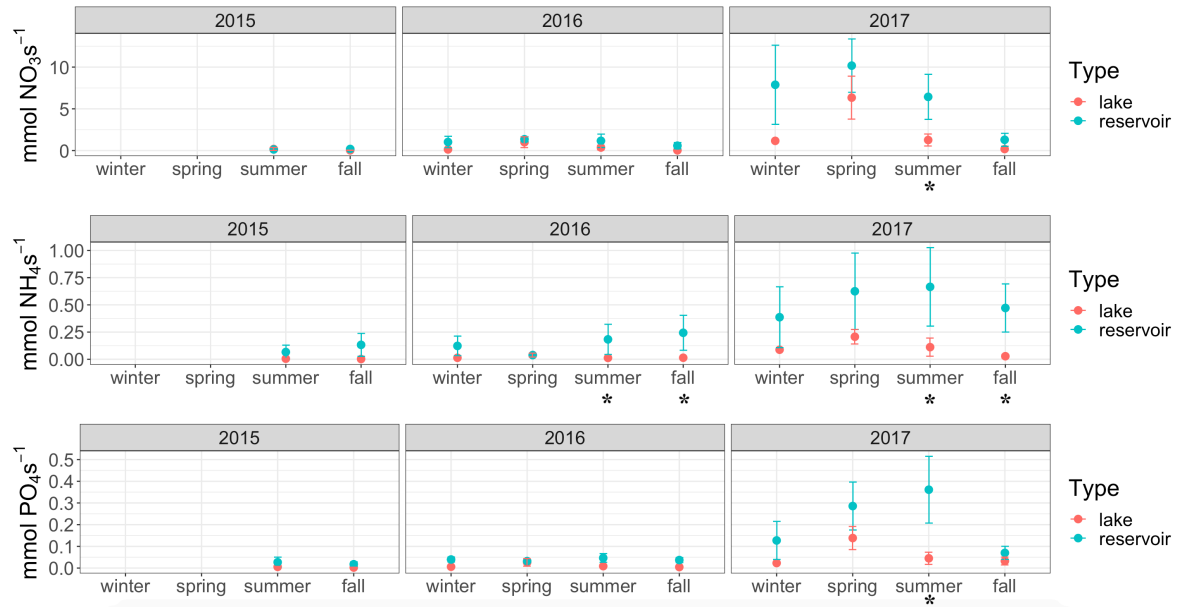 2015 2016 2017
mmol NO₃s⁻¹
10
5
0
winter spring summer fall winter spring summer fall winter spring summer fall
*
Type
lake
reservoir
2015 2016 2017
mmol NH₄s⁻¹
1.00
0.75
0.50
0.25
0.00
winter spring summer fall winter spring summer fall winter spring summer fall
* * * *
Type
lake
reservoir
2015 2016 2017
mmol PO₄s⁻¹
0.5
0.4
0.3
0.2
0.1
0.0
winter spring summer fall winter spring summer fall winter spring summer fall
*
Type
lake
reservoir